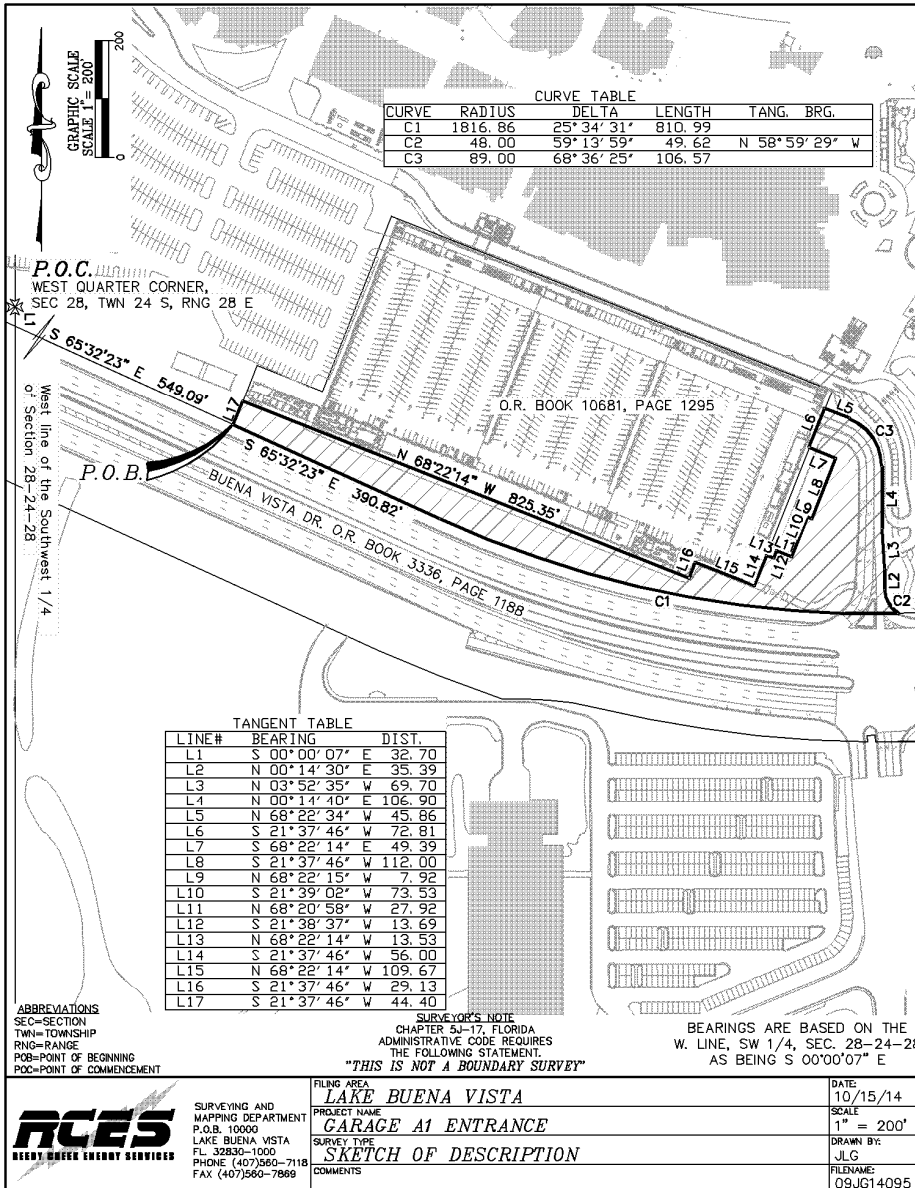 GRAPHIC SCALE
SCALE 1" = 200'
0
200
CURVE TABLE
CURVE RADIUS DELTA LENGTH TANG. BRG.
C1 1816.86 25°34'31" 810.99
C2 48.00 59°13'59" 49.62 N 58°59'29" W
C3 89.00 68°36'25" 106.57
P.O.C.
WEST QUARTER CORNER,
SEC 28, TWN 24 S, RNG 28 E
L1
S 65°32'23" E 549.09'
West line of the Southwest 1/4
of Section 28-24-28
L17
P.O.B.
S 65°32'23" E 390.82'
N 68°22'14" W 825.35'
BUENA VISTA DR. O.R. BOOK 3336, PAGE 1188
O.R. BOOK 10681, PAGE 1295
L5
L6
C3
L7
L8
L4
L9
L10
L3
L11
L13
L12
L14
L15
L16
L2
C2
C1
TANGENT TABLE
LINE# BEARING DIST.
L1 S 00°00'07" E 32.70
L2 N 00°14'30" E 35.39
L3 N 03°52'35" W 69.70
L4 N 00°14'40" E 106.90
L5 N 68°22'34" W 45.86
L6 S 21°37'46" W 72.81
L7 S 68°22'14" E 49.39
L8 S 21°37'46" W 112.00
L9 N 68°22'15" W 7.92
L10 S 21°39'02" W 73.53
L11 N 68°20'58" W 27.92
L12 S 21°38'37" W 13.69
L13 N 68°22'14" W 13.53
L14 S 21°37'46" W 56.00
L15 N 68°22'14" W 109.67
L16 S 21°37'46" W 29.13
L17 S 21°37'46" W 44.40
ABBREVIATIONS
SEC=SECTION
TWN=TOWNSHIP
RNG=RANGE
POB=POINT OF BEGINNING
POC=POINT OF COMMENCEMENT
SURVEYOR'S NOTE
CHAPTER 5J-17, FLORIDA
ADMINISTRATIVE CODE REQUIRES
THE FOLLOWING STATEMENT.
"THIS IS NOT A BOUNDARY SURVEY"
BEARINGS ARE BASED ON THE
W. LINE, SW 1/4, SEC. 28-24-28
AS BEING S 00°00'07" E
RCES
REEDY CREEK ENERGY SERVICES
SURVEYING AND
MAPPING DEPARTMENT
P.O.B. 10000
LAKE BUENA VISTA
FL 32830-1000
PHONE (407)560-7118
FAX (407)560-7869
FILING AREA
LAKE BUENA VISTA
PROJECT NAME
GARAGE A1 ENTRANCE
SURVEY TYPE
SKETCH OF DESCRIPTION
COMMENTS
DATE:
10/15/14
SCALE
1" = 200'
DRAWN BY:
JLG
FILENAME:
09JG14095